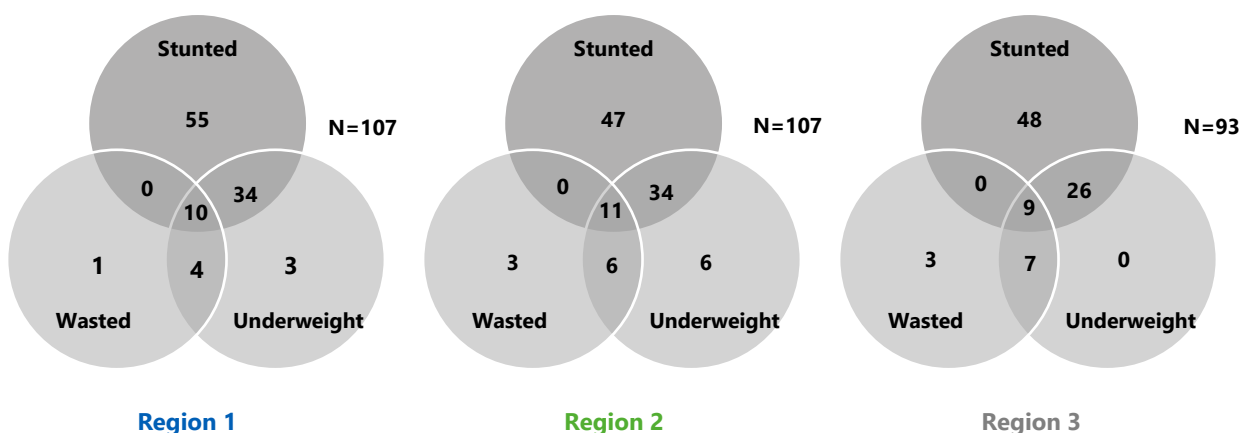 Stunted
55
N=107
0
34
10
1
4
3
Wasted
Underweight
Region 1
Stunted
47
N=107
0
34
11
3
6
6
Wasted
Underweight
Region 2
Stunted
48
N=93
0
26
9
3
7
0
Wasted
Underweight
Region 3